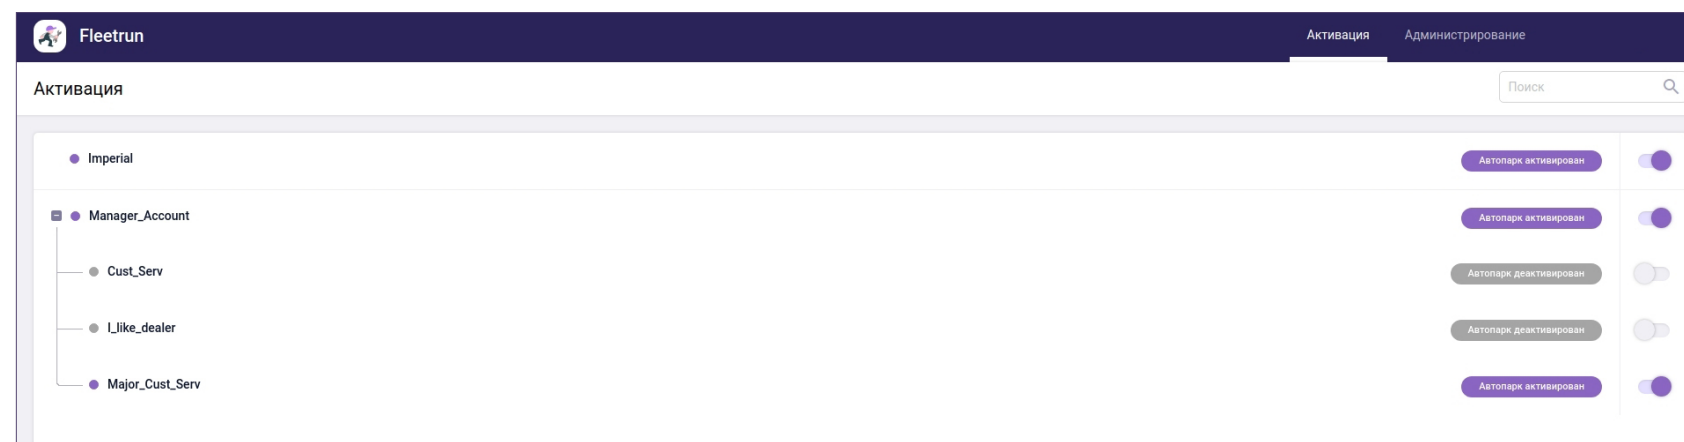 Fleetrun
Активация Администрирование
Активация
Поиск
Imperial Автопарк активирован
Manager_Account Автопарк активирован
Cust_Serv Автопарк деактивирован
I_like_dealer Автопарк деактивирован
Major_Cust_Serv Автопарк активирован